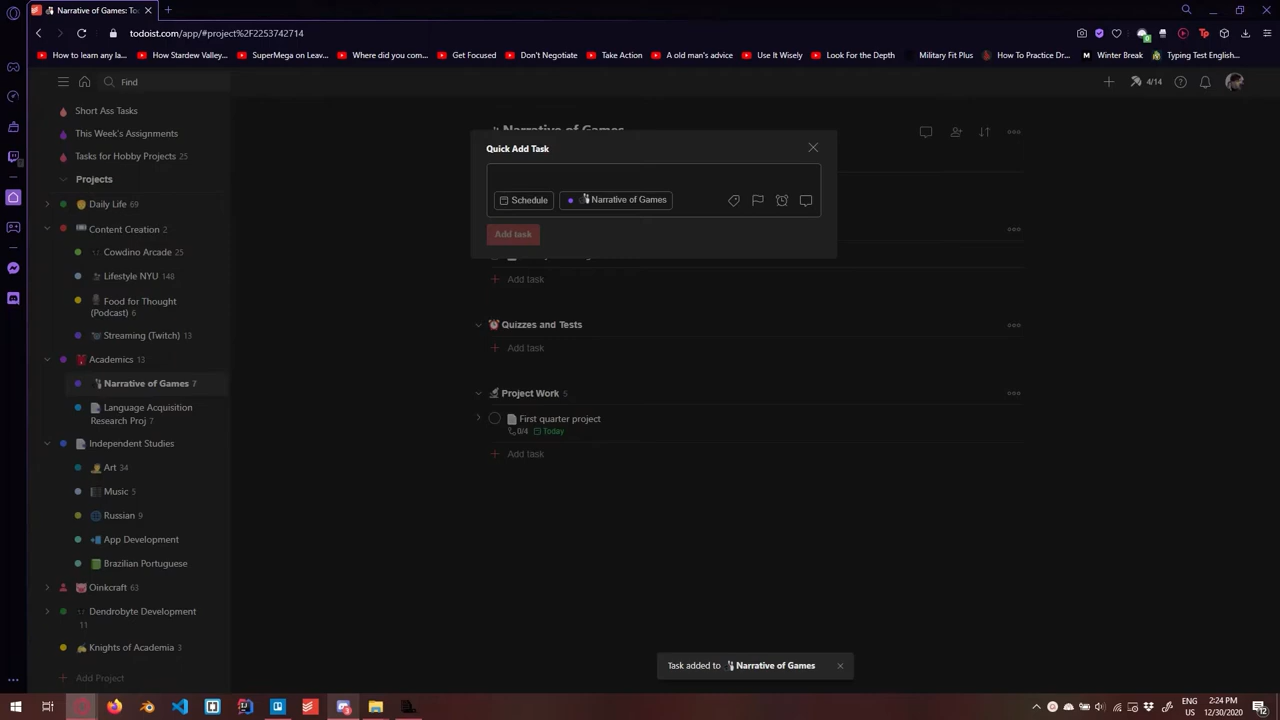 Narrative of Games: To
todoist.com/app/#project%2F2253742714
How to learn any la...
How Stardew Valley...
SuperMega on Leav...
Where did you com...
Get Focused
Don't Negotiate
Take Action
A old man's advice
Use It Wisely
Look For the Depth
Military Fit Plus
How To Practice Dr...
Winter Break
Typing Test English...
Find
4/14
Short Ass Tasks
This Week's Assignments
Tasks for Hobby Projects 25
Projects
Daily Life 69
Content Creation 2
Cowdino Arcade 25
Lifestyle NYU 148
Food for Thought
(Podcast) 6
Streaming (Twitch) 13
Academics 13
Narrative of Games 7
Language Acquisition
Research Proj 7
Independent Studies
Art 34
Music 5
Russian 9
App Development
Brazilian Portuguese
Oinkcraft 63
Dendrobyte Development
11
Knights of Academia 3
Add Project
Narrative of Games
Quick Add Task
Schedule
Narrative of Games
Add task
Add task
Quizzes and Tests
Add task
Project Work 5
First quarter project
0/4 Today
Add task
Task added to Narrative of Games
ENG
US
2:24 PM
12/30/2020
12